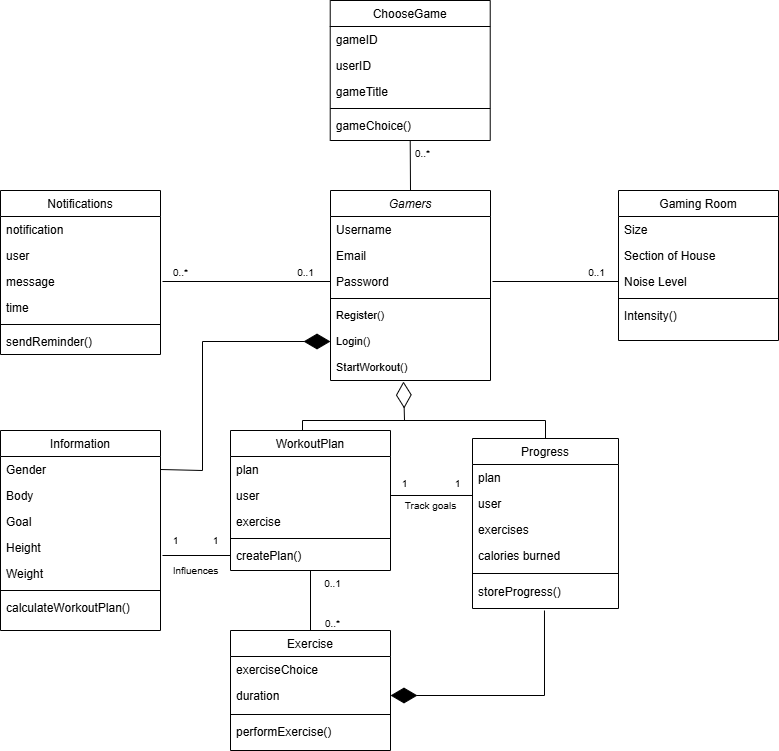 ChooseGame
gameID
userID
gameTitle
gameChoice()
0..*
Notifications
notification
user
message
time
sendReminder()
0..*
0..1
Gamers
Username
Email
Password
Register()
Login()
StartWorkout()
0..1
Gaming Room
Size
Section of House
Noise Level
Intensity()
Information
Gender
Body
Goal
Height
Weight
calculateWorkoutPlan()
1
1
Influences
WorkoutPlan
plan
user
exercise
createPlan()
1
1
Track goals
Progress
plan
user
exercises
calories burned
storeProgress()
0..1
0..*
Exercise
exerciseChoice
duration
performExercise()